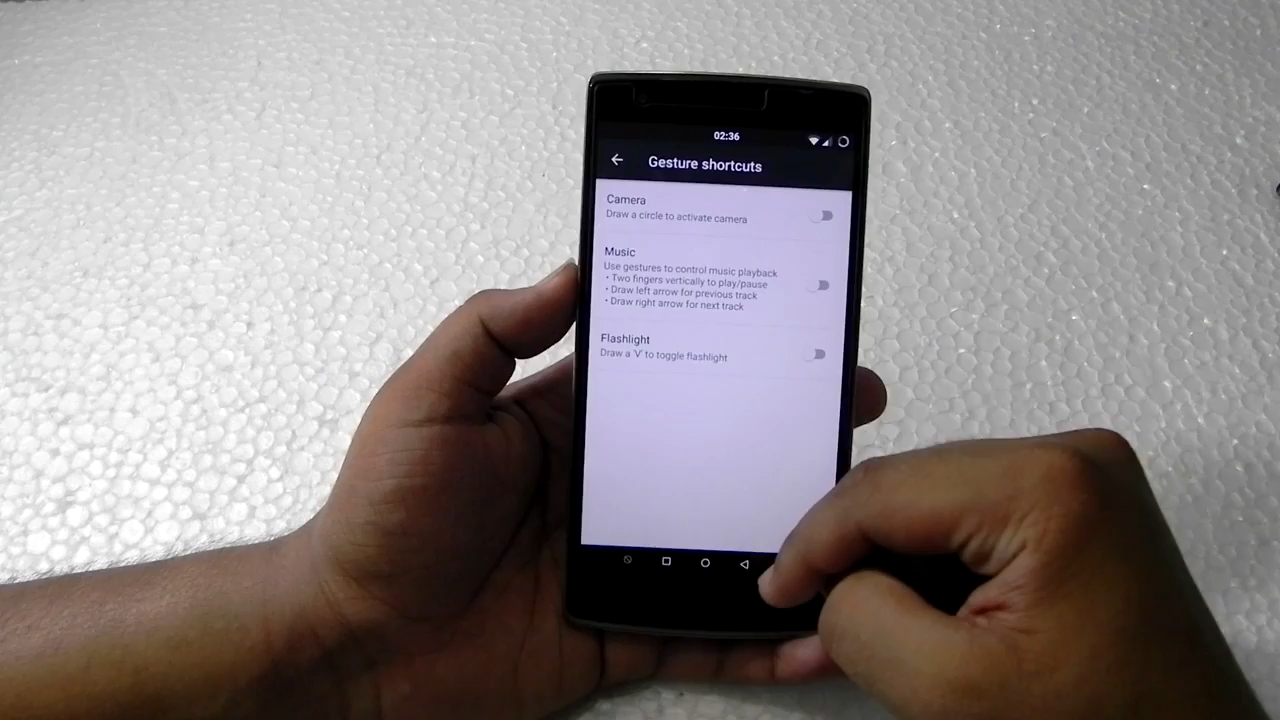 02:36
Gesture shortcuts
Camera
Draw a circle to activate camera
Music
Use gestures to control music playback
• Two fingers vertically to play/pause
• Draw left arrow for previous track
• Draw right arrow for next track
Flashlight
Draw a 'V' to toggle flashlight